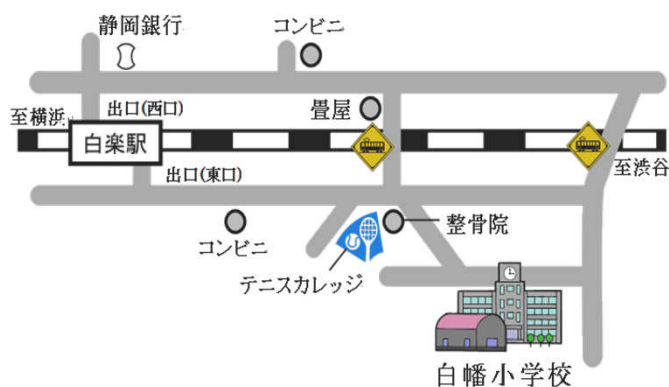 静岡銀行
コンビニ
出口(西口)
畳屋
至横浜
白楽駅
至渋谷
出口(東口)
整骨院
コンビニ
テニスカレッジ
白幡小学校